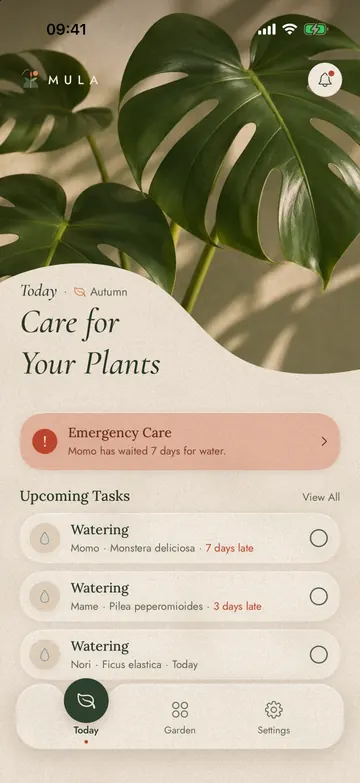 09:41
MULA
Today · Autumn
Care for
Your Plants
! Emergency Care
Momo has waited 7 days for water.
Upcoming Tasks View All
Watering
Momo · Monstera deliciosa · 7 days late
Watering
Mame · Pilea peperomioides · 3 days late
Watering
Nori · Ficus elastica · Today
Today Garden Settings